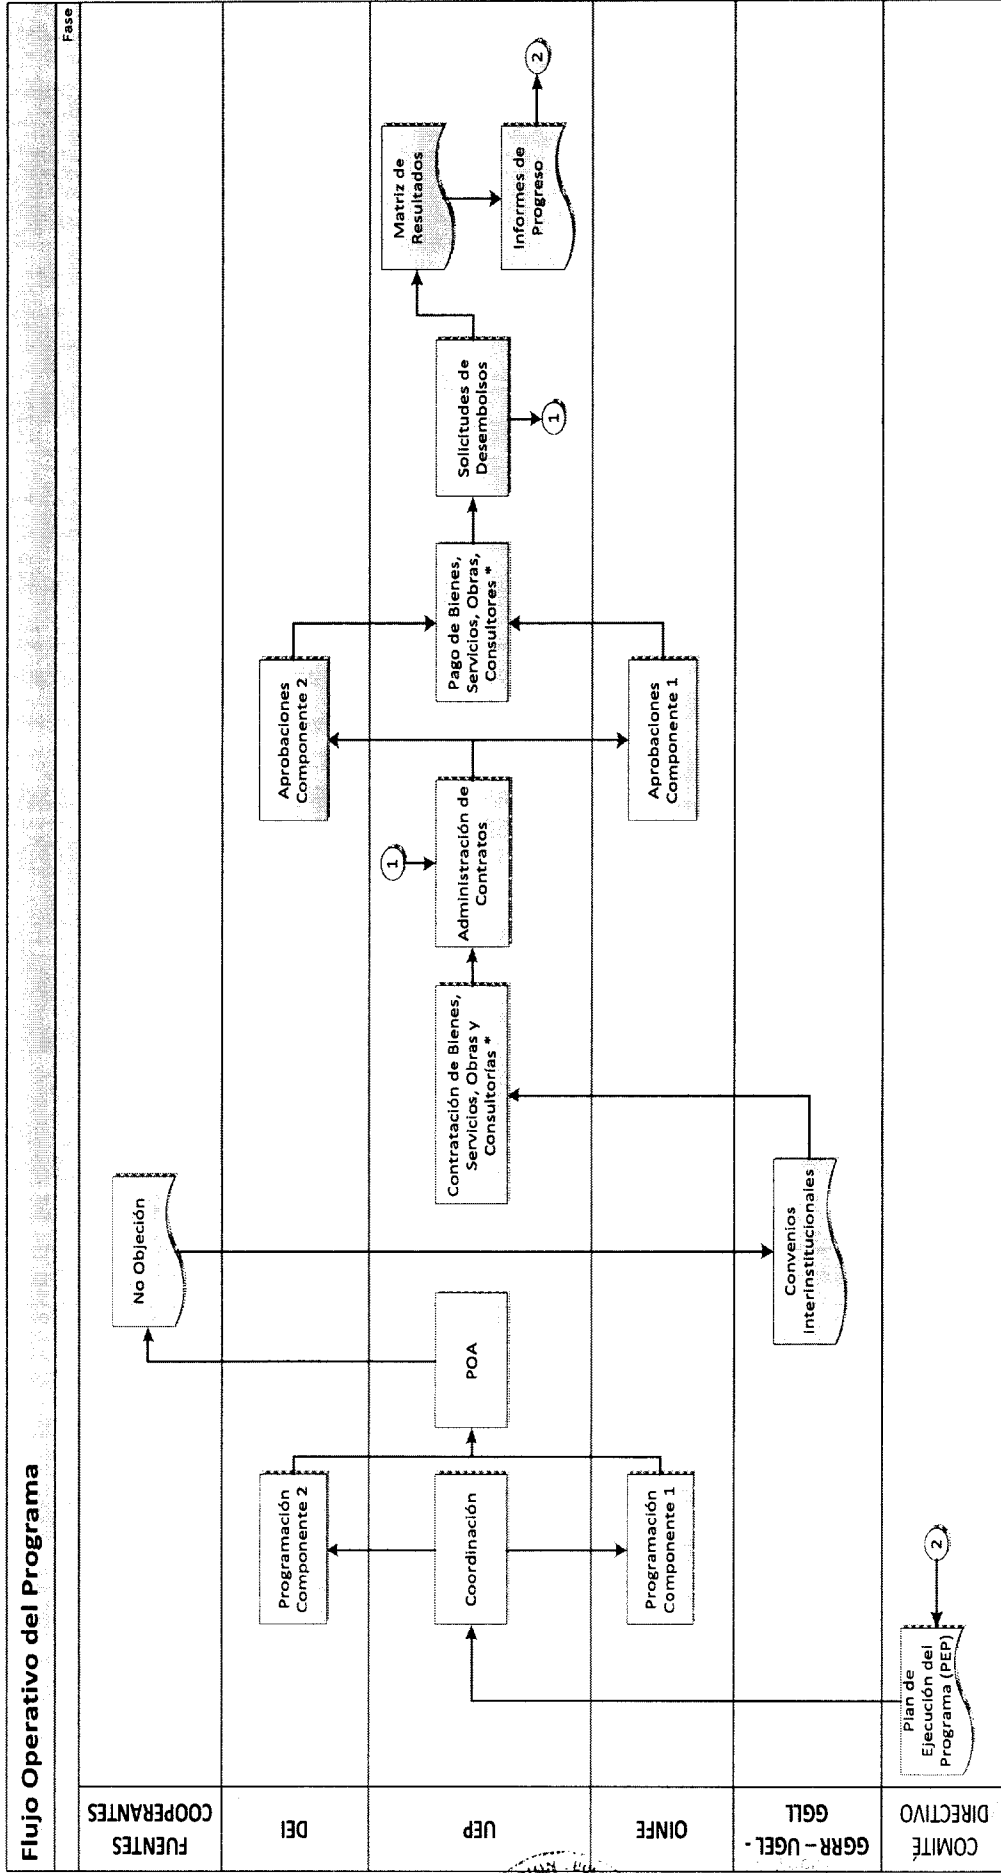 Flujo Operativo del Programa
Fase
FUENTES
COOPERANTES
DEI
UEP
OINFE
GGRR – UGEL -
GGLL
COMITÉ
DIRECTIVO
Plan de
Ejecución del
Programa (PEP)
2
Programación
Componente 2
Coordinación
Programación
Componente 1
POA
No Objeción
Convenios
Interinstitucionales
Contratación de Bienes,
Servicios, Obras y
Consultorías *
1
Administración de
Contratos
Aprobaciones
Componente 2
Aprobaciones
Componente 1
Pago de Bienes,
Servicios, Obras,
Consultores *
Solicitudes de
Desembolsos
1
Matriz de
Resultados
Informes de
Progreso
2